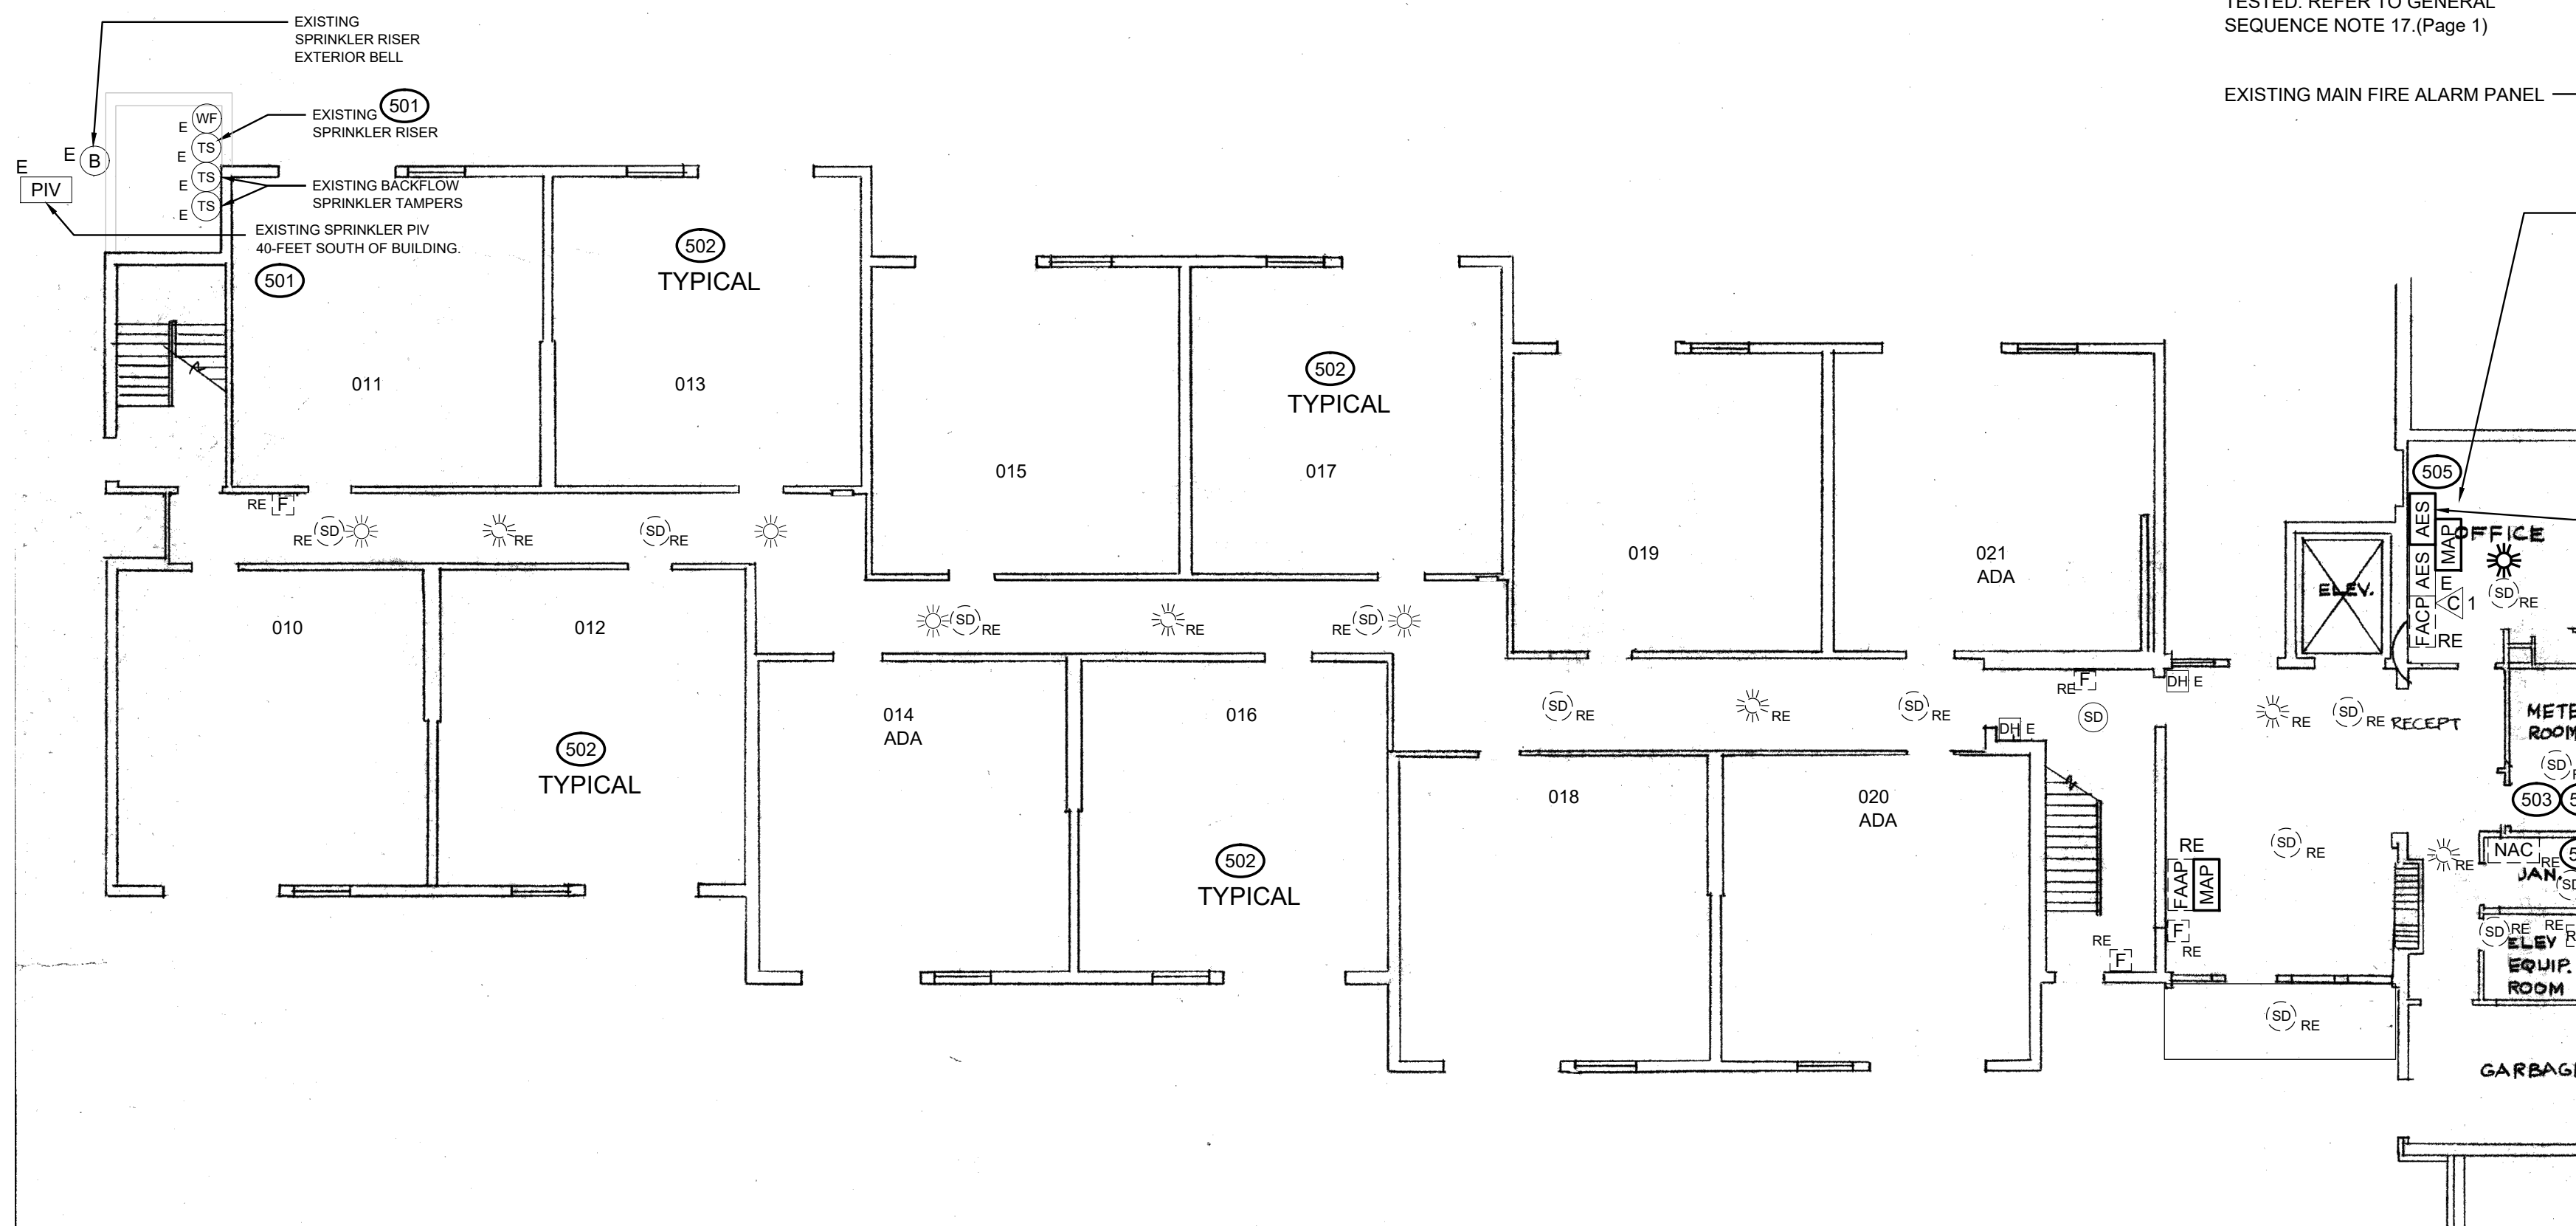 TESTED. REFER TO GENERAL
SEQUENCE NOTE 17.(Page 1)
EXISTING MAIN FIRE ALARM PANEL
EXISTING
SPRINKLER RISER
EXTERIOR BELL
EXISTING 501
SPRINKLER RISER
E WF
E TS
E TS
E TS
E B
E
PIV
EXISTING BACKFLOW
SPRINKLER TAMPERS
EXISTING SPRINKLER PIV
40-FEET SOUTH OF BUILDING.
501
502
TYPICAL
502
TYPICAL
011
013
015
017
019
021
ADA
RE F
RE SD
RE
SD RE
SD RE
RE
RE SD
010
012
014
ADA
016
018
020
ADA
502
TYPICAL
502
TYPICAL
SD RE
RE
SD RE
RE F
DH E
DH E
SD
RE
SD RE
RECEPT
ELEV.
505
AES
MAP
OFFICE
AES
E
FACP
C 1
RE
SD RE
METE
ROOM
SD
503
SD RE
RE
NAC RE
JAN.
SD
RE
FAAP
MAP
F
RE
RE
F
SD RE
RE
ELEV
EQUIP.
ROOM
SD RE
GARBAG